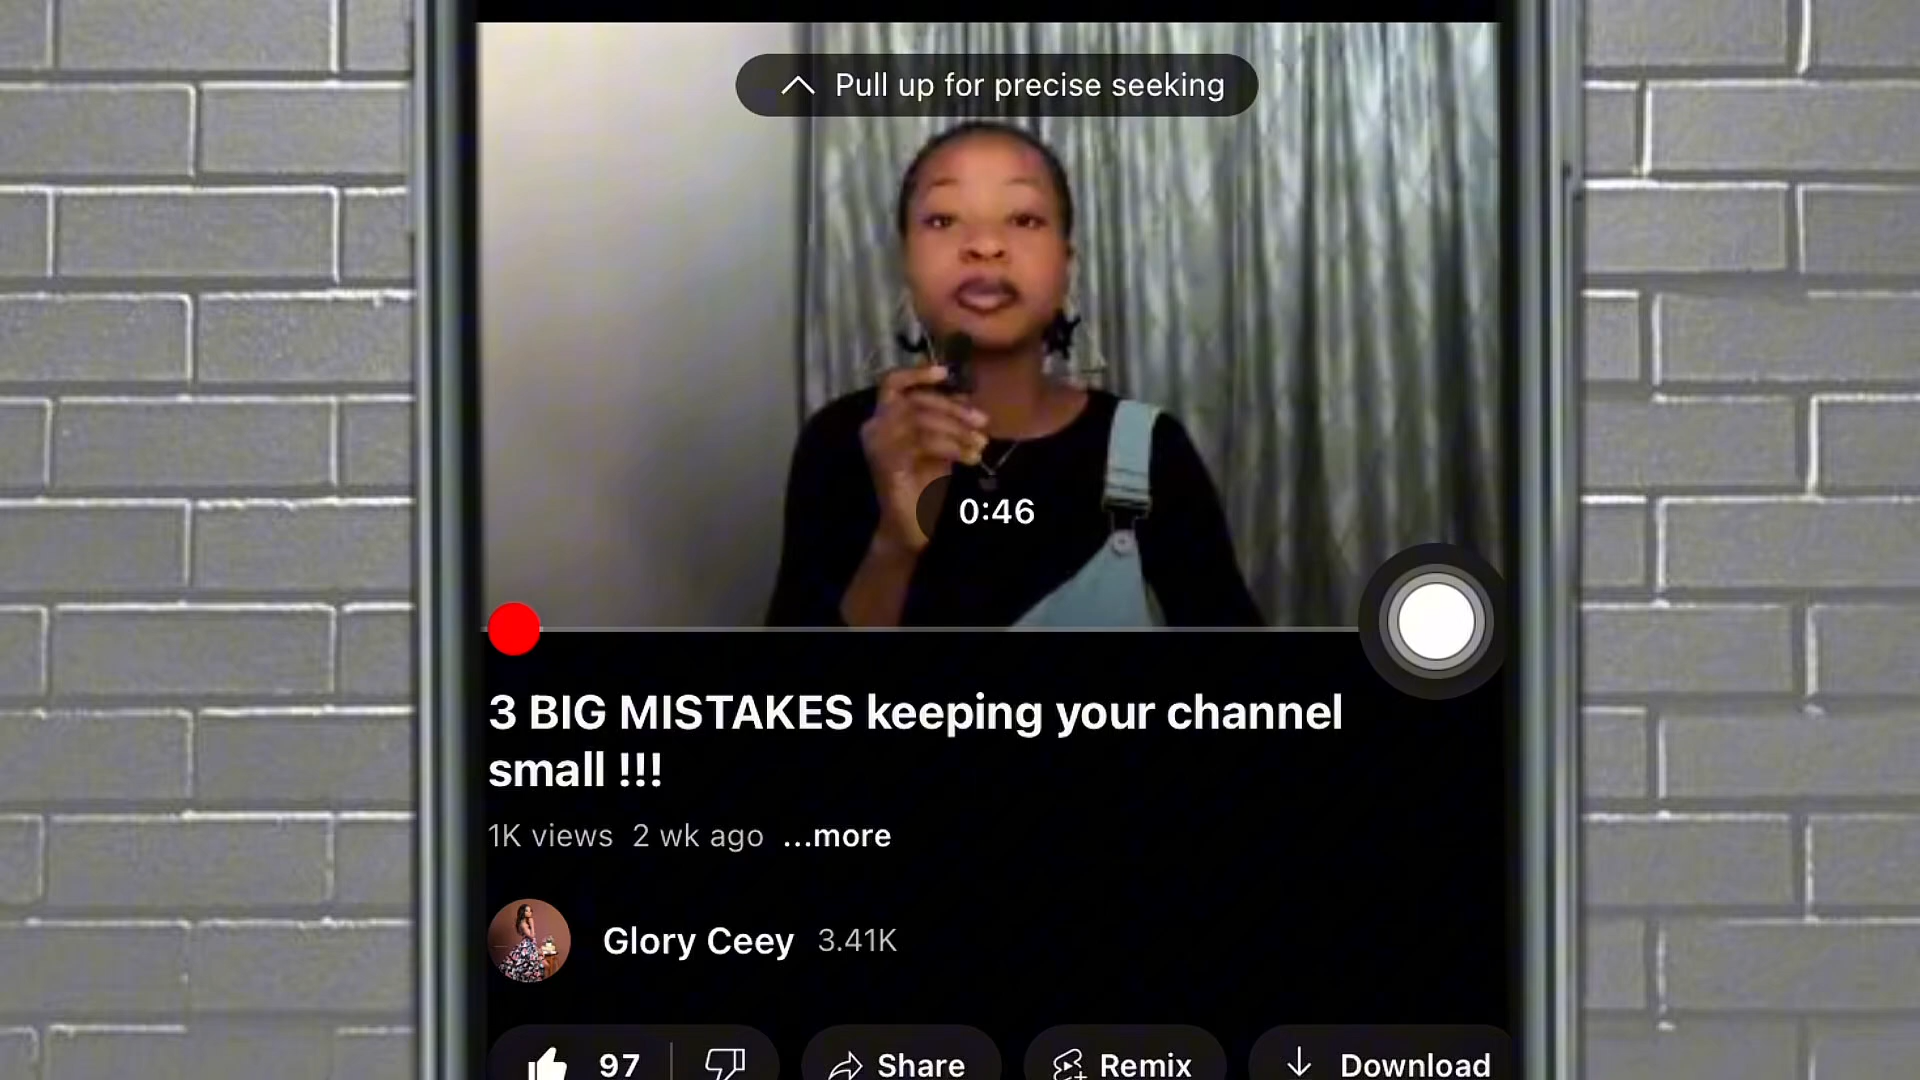 Pull up for precise seeking
0:46
3 BIG MISTAKES keeping your channel
small !!!
1K views 2 wk ago ...more
Glory Ceey 3.41K
97 Share Remix Download